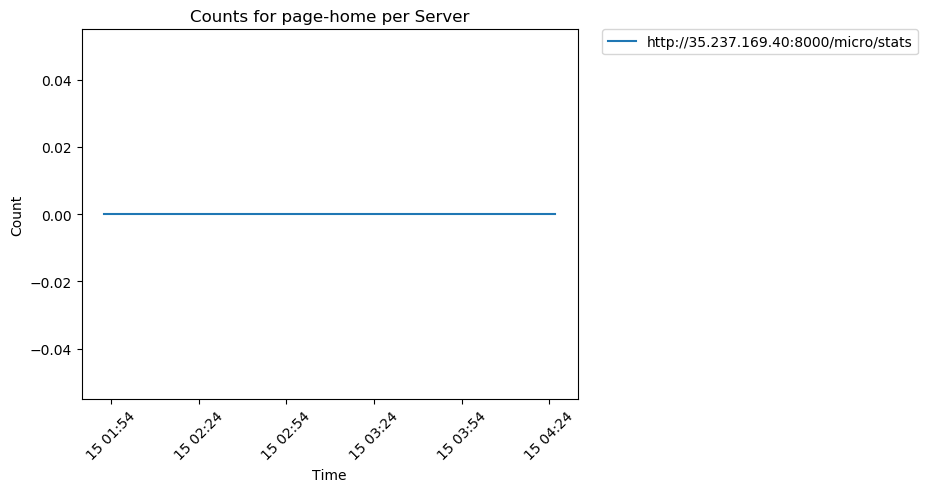 Counts for page-home per Server
http://35.237.169.40:8000/micro/stats
Count
0.04
0.02
0.00
−0.02
−0.04
15 01:54
15 02:24
15 02:54
15 03:24
15 03:54
15 04:24
Time